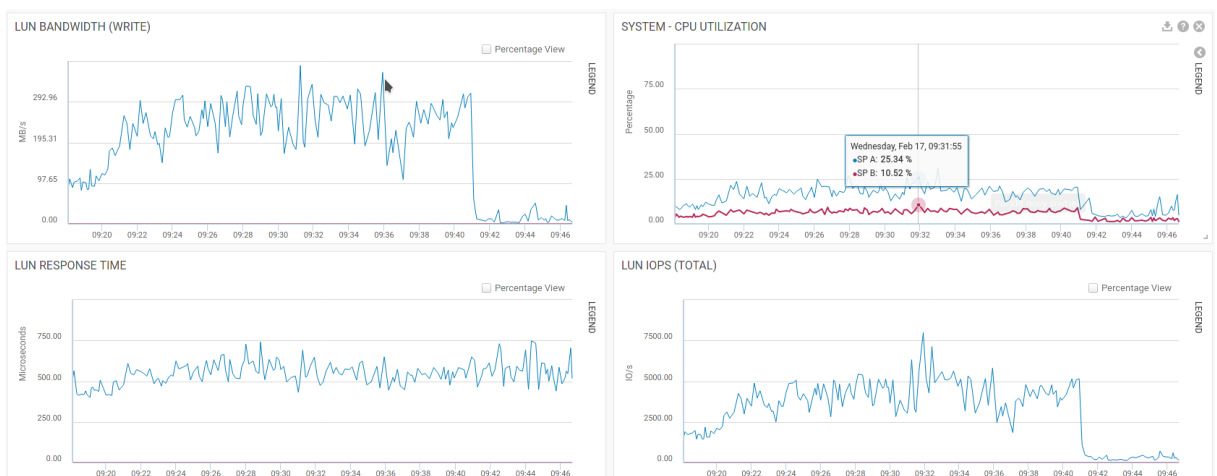 LUN BANDWIDTH (WRITE)
Percentage View
LEGEND
MB/s
292.96
195.31
97.65
0.00
09:20 09:22 09:24 09:26 09:28 09:30 09:32 09:34 09:36 09:38 09:40 09:42 09:44 09:46
SYSTEM - CPU UTILIZATION
LEGEND
Percentage
75.00
50.00
25.00
0.00
Wednesday, Feb 17, 09:31:55
SP A: 25.34 %
SP B: 10.52 %
09:20 09:22 09:24 09:26 09:28 09:30 09:32 09:34 09:36 09:38 09:40 09:42 09:44 09:46
LUN RESPONSE TIME
Percentage View
LEGEND
Microseconds
750.00
500.00
250.00
0.00
09:20 09:22 09:24 09:26 09:28 09:30 09:32 09:34 09:36 09:38 09:40 09:42 09:44 09:46
LUN IOPS (TOTAL)
Percentage View
LEGEND
IO/s
7500.00
5000.00
2500.00
0.00
09:20 09:22 09:24 09:26 09:28 09:30 09:32 09:34 09:36 09:38 09:40 09:42 09:44 09:46